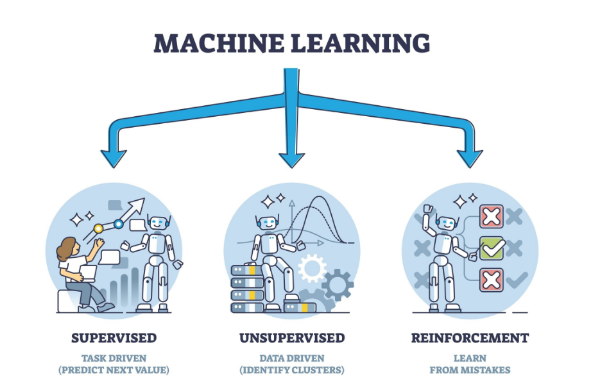 MACHINE LEARNING
SUPERVISED
TASK DRIVEN
(PREDICT NEXT VALUE)
UNSUPERVISED
DATA DRIVEN
(IDENTIFY CLUSTERS)
REINFORCEMENT
LEARN
FROM MISTAKES